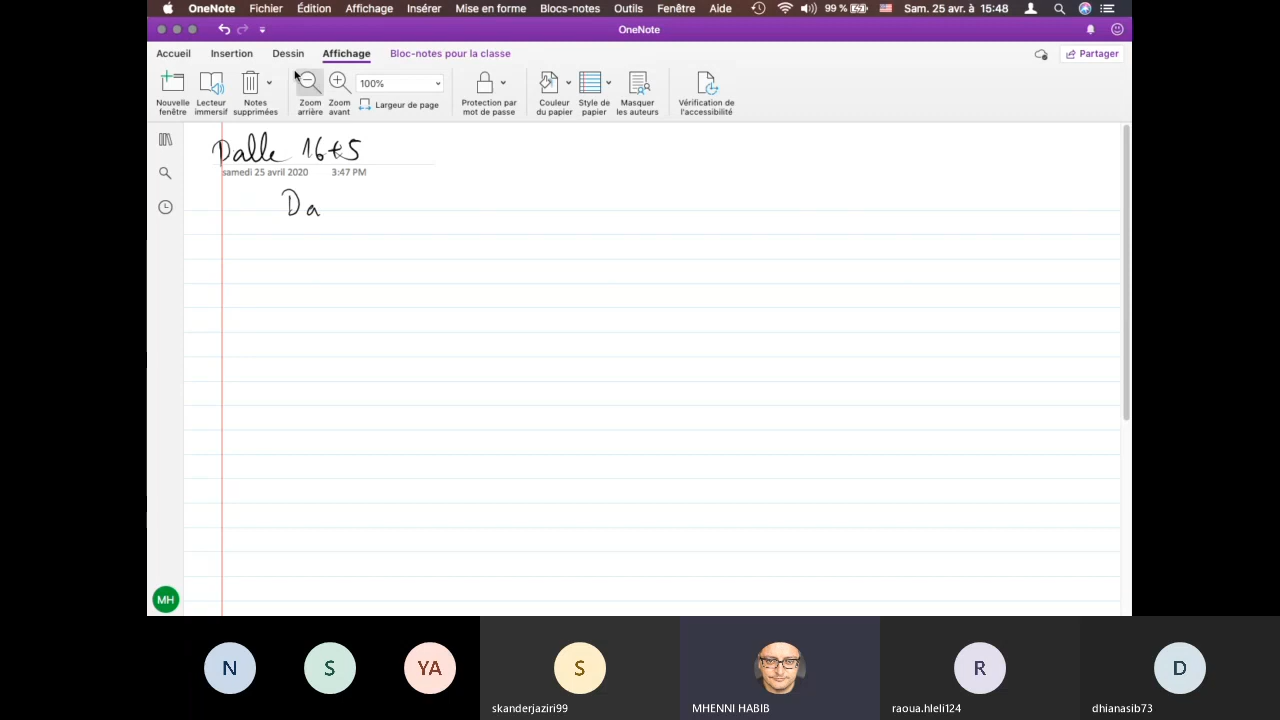 OneNote Fichier Édition Affichage Insérer Mise en forme Blocs-notes Outils Fenêtre Aide 99 % Sam. 25 avr. à 15:48
OneNote
Accueil Insertion Dessin Affichage Bloc-notes pour la classe Partager
Nouvelle fenêtre
Lecteur immersif
Notes supprimées
Zoom arrière
Zoom avant
100%
Largeur de page
Protection par mot de passe
Couleur du papier
Style de papier
Masquer les auteurs
Vérification de l'accessibilité
Dalle 16+5
samedi 25 avril 2020 3:47 PM
Da
MH
N S YA S R D
skanderjaziri99 MHENNI HABIB raoua.hleli124 dhianasib73